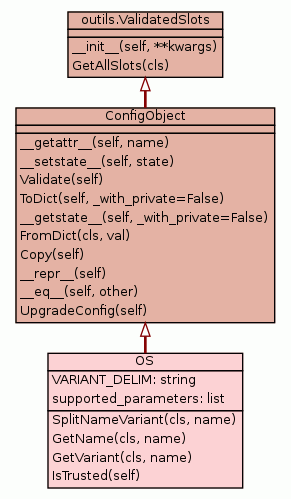 outils.ValidatedSlots
__init__(self, **kwargs)
GetAllSlots(cls)
ConfigObject
__getattr__(self, name)
__setstate__(self, state)
Validate(self)
ToDict(self, _with_private=False)
__getstate__(self, _with_private=False)
FromDict(cls, val)
Copy(self)
__repr__(self)
__eq__(self, other)
UpgradeConfig(self)
OS
VARIANT_DELIM: string
supported_parameters: list
SplitNameVariant(cls, name)
GetName(cls, name)
GetVariant(cls, name)
IsTrusted(self)